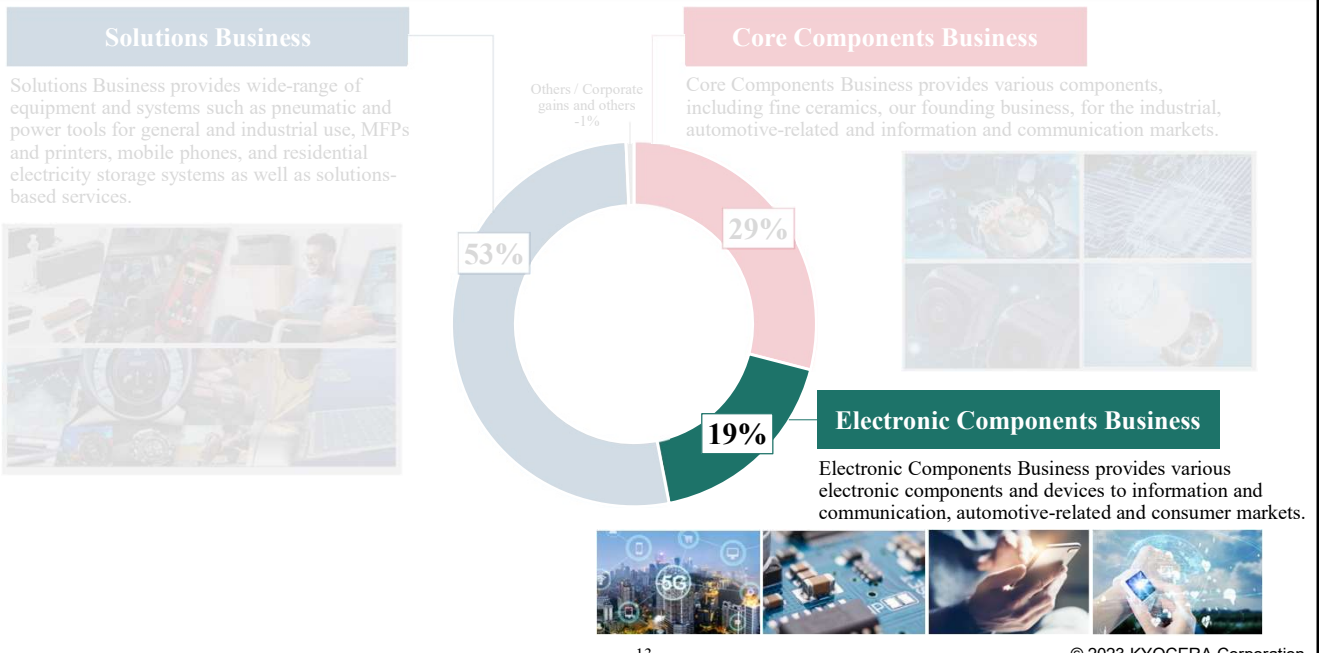 Solutions Business
Solutions Business provides wide-range of
equipment and systems such as pneumatic and
power tools for general and industrial use, MFPs
and printers, mobile phones, and residential
electricity storage systems as well as solutions-
based services.
Others / Corporate
gains and others
-1%
Core Components Business
Core Components Business provides various components,
including fine ceramics, our founding business, for the industrial,
automotive-related and information and communication markets.
53%
29%
19%
Electronic Components Business
Electronic Components Business provides various
electronic components and devices to information and
communication, automotive-related and consumer markets.
5G
© 2023 KYOCERA Corporation